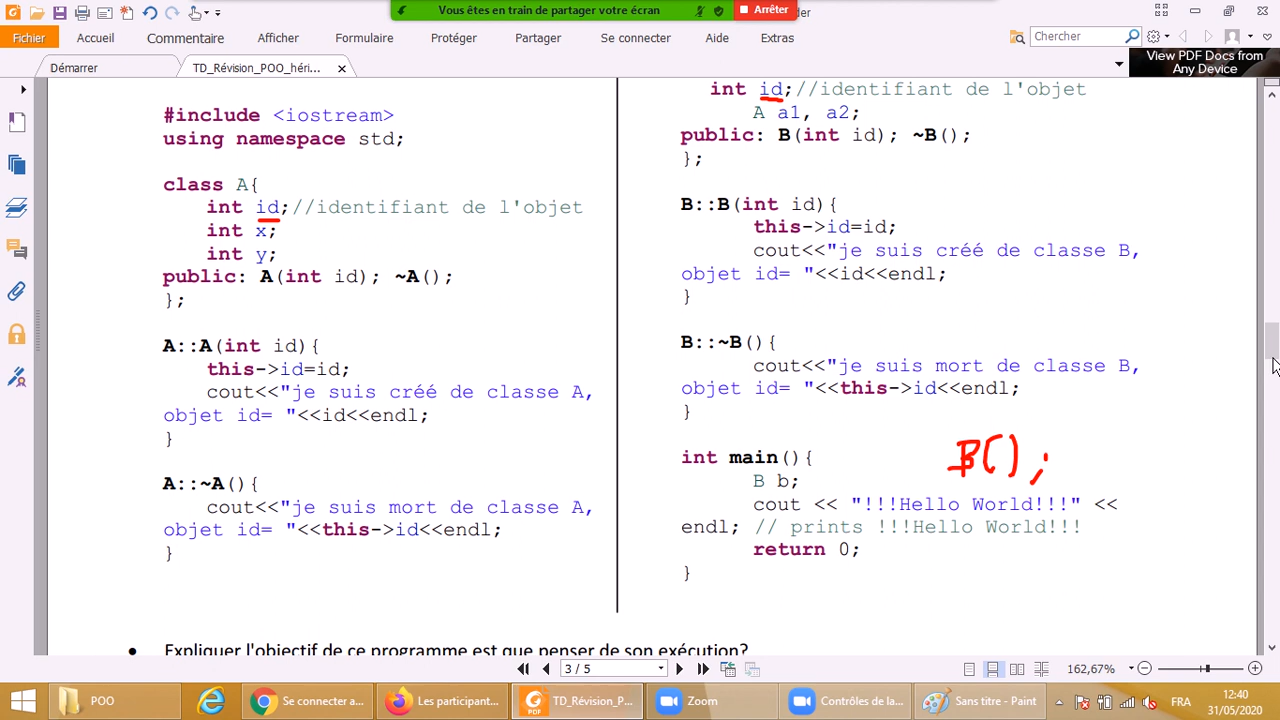 Vous êtes en train de partager votre écran
Arrêter
der
Fichier Accueil Commentaire Afficher Formulaire Protéger Partager Se connecter Aide Extras
Chercher
Démarrer
TD_Révision_POO_héri...
View PDF Docs from
Any Device
#include <iostream>
using namespace std;
class A{
int id;//identifiant de l'objet
int x;
int y;
public: A(int id); ~A();
};
A::A(int id){
this->id=id;
cout<<"je suis créé de classe A,
objet id= "<<id<<endl;
}
A::~A(){
cout<<"je suis mort de classe A,
objet id= "<<this->id<<endl;
}
int id;//identifiant de l'objet
A a1, a2;
public: B(int id); ~B();
};
B::B(int id){
this->id=id;
cout<<"je suis créé de classe B,
objet id= "<<id<<endl;
}
B::~B(){
cout<<"je suis mort de classe B,
objet id= "<<this->id<<endl;
}
B();
int main(){
B b;
cout << "!!!Hello World!!!" <<
endl; // prints !!!Hello World!!!
return 0;
}
• Expliquer l'objectif de ce programme est que penser de son exécution?
3 / 5
162,67%
POO
Se connecter a...
Les participant...
TD_Révision_P...
Zoom
Contrôles de la...
Sans titre - Paint
FRA
12:40
31/05/2020